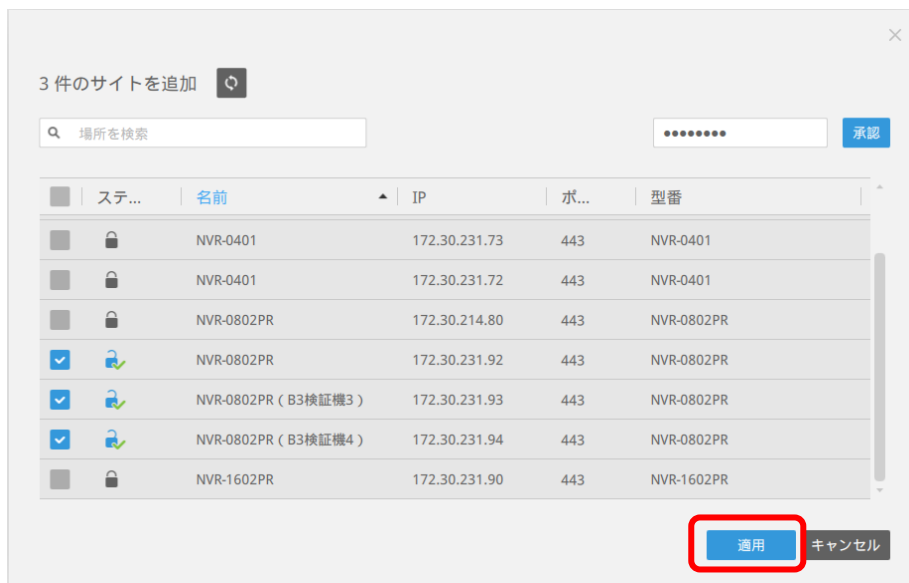 3 件のサイトを追加
場所を検索
••••••••
承認
ステ... 名前 IP ポ... 型番
NVR-0401 172.30.231.73 443 NVR-0401
NVR-0401 172.30.231.72 443 NVR-0401
NVR-0802PR 172.30.214.80 443 NVR-0802PR
NVR-0802PR 172.30.231.92 443 NVR-0802PR
NVR-0802PR（B3検証機3） 172.30.231.93 443 NVR-0802PR
NVR-0802PR（B3検証機4） 172.30.231.94 443 NVR-0802PR
NVR-1602PR 172.30.231.90 443 NVR-1602PR
適用 キャンセル